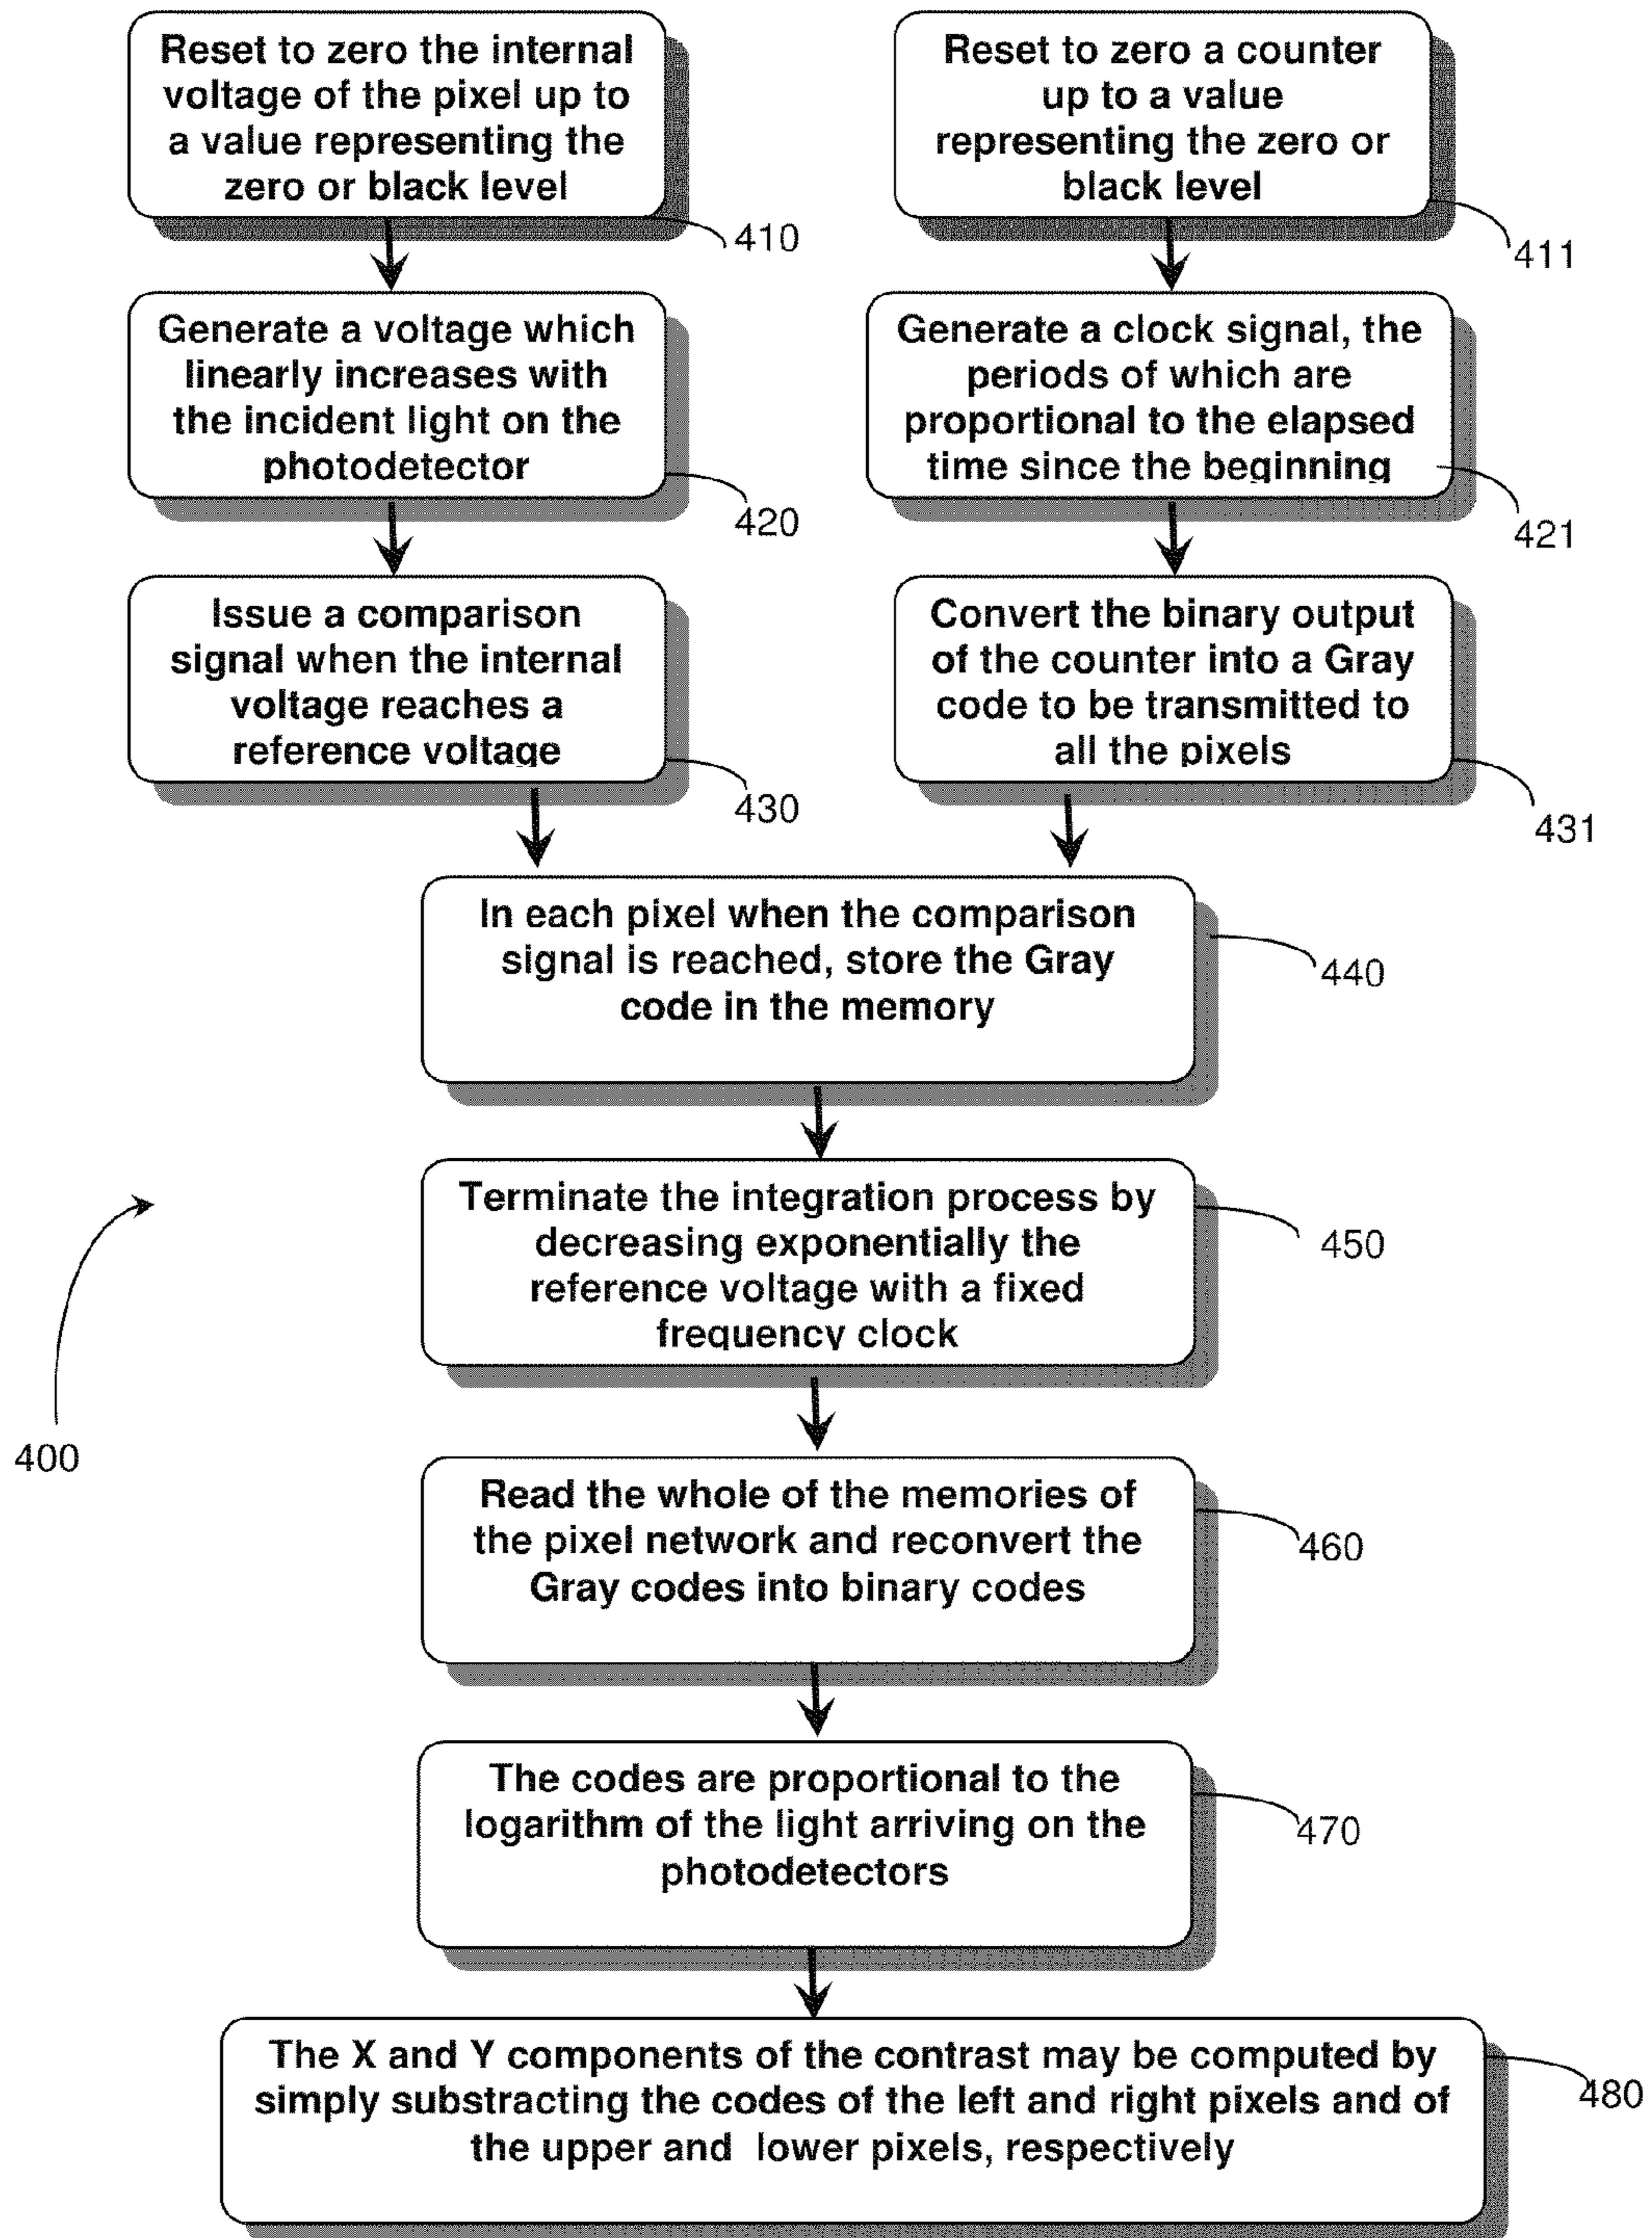 Reset to zero the internal
voltage of the pixel up to
a value representing the
zero or black level
410
Reset to zero a counter
up to a value
representing the zero or
black level
411
Generate a voltage which
linearly increases with
the incident light on the
photodetector
420
Generate a clock signal, the
periods of which are
proportional to the elapsed
time since the beginning
421
Issue a comparison
signal when the internal
voltage reaches a
reference voltage
430
Convert the binary output
of the counter into a Gray
code to be transmitted to
all the pixels
431
In each pixel when the comparison
signal is reached, store the Gray
code in the memory
440
Terminate the integration process by
decreasing exponentially the
reference voltage with a fixed
frequency clock
450
400
Read the whole of the memories of
the pixel network and reconvert the
Gray codes into binary codes
460
The codes are proportional to the
logarithm of the light arriving on the
photodetectors
470
The X and Y components of the contrast may be computed by
simply substracting the codes of the left and right pixels and of
the upper and lower pixels, respectively
480